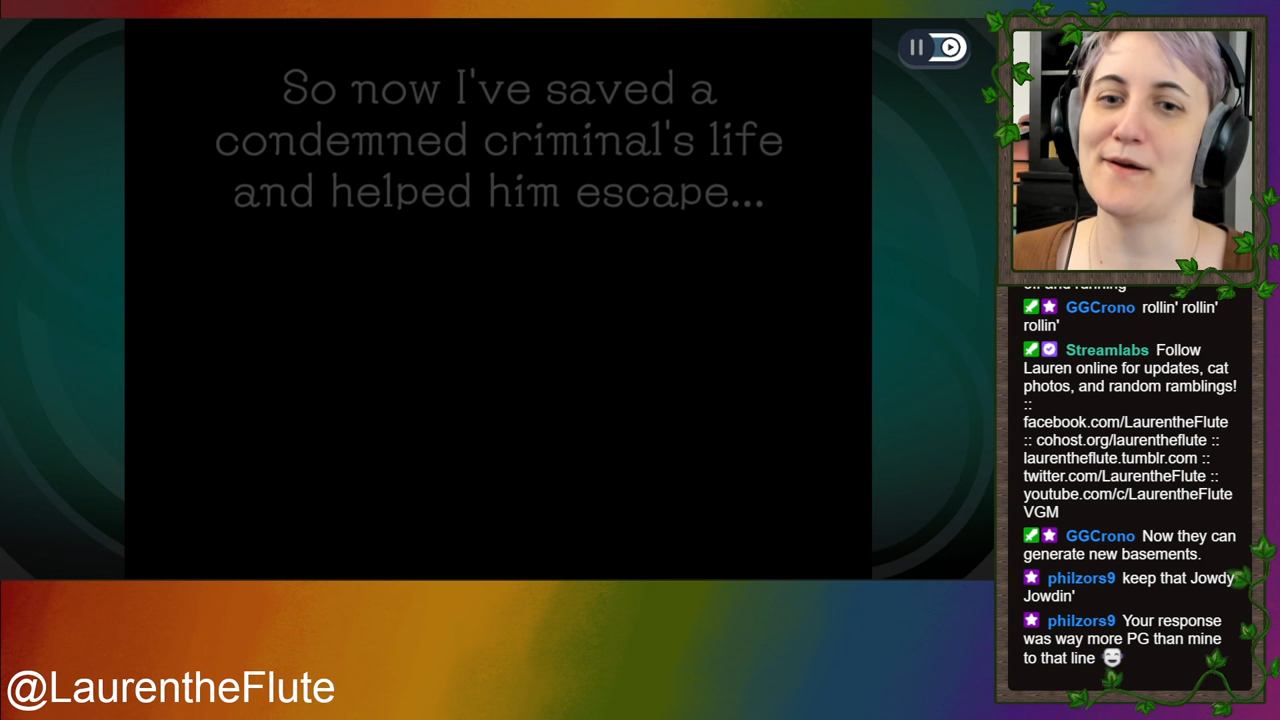 So now I've saved a
condemned criminal's life
and helped him escape...
GGCrono rollin' rollin'
rollin'
Streamlabs Follow
Lauren online for updates, cat
photos, and random ramblings!
::
facebook.com/LaurentheFlute
:: cohost.org/laurentheflute ::
laurentheflute.tumblr.com ::
twitter.com/LaurentheFlute ::
youtube.com/c/LaurentheFlute
VGM
GGCrono Now they can
generate new basements.
philzors9 keep that Jowdy
Jowdin'
philzors9 Your response
was way more PG than mine
to that line
@LaurentheFlute